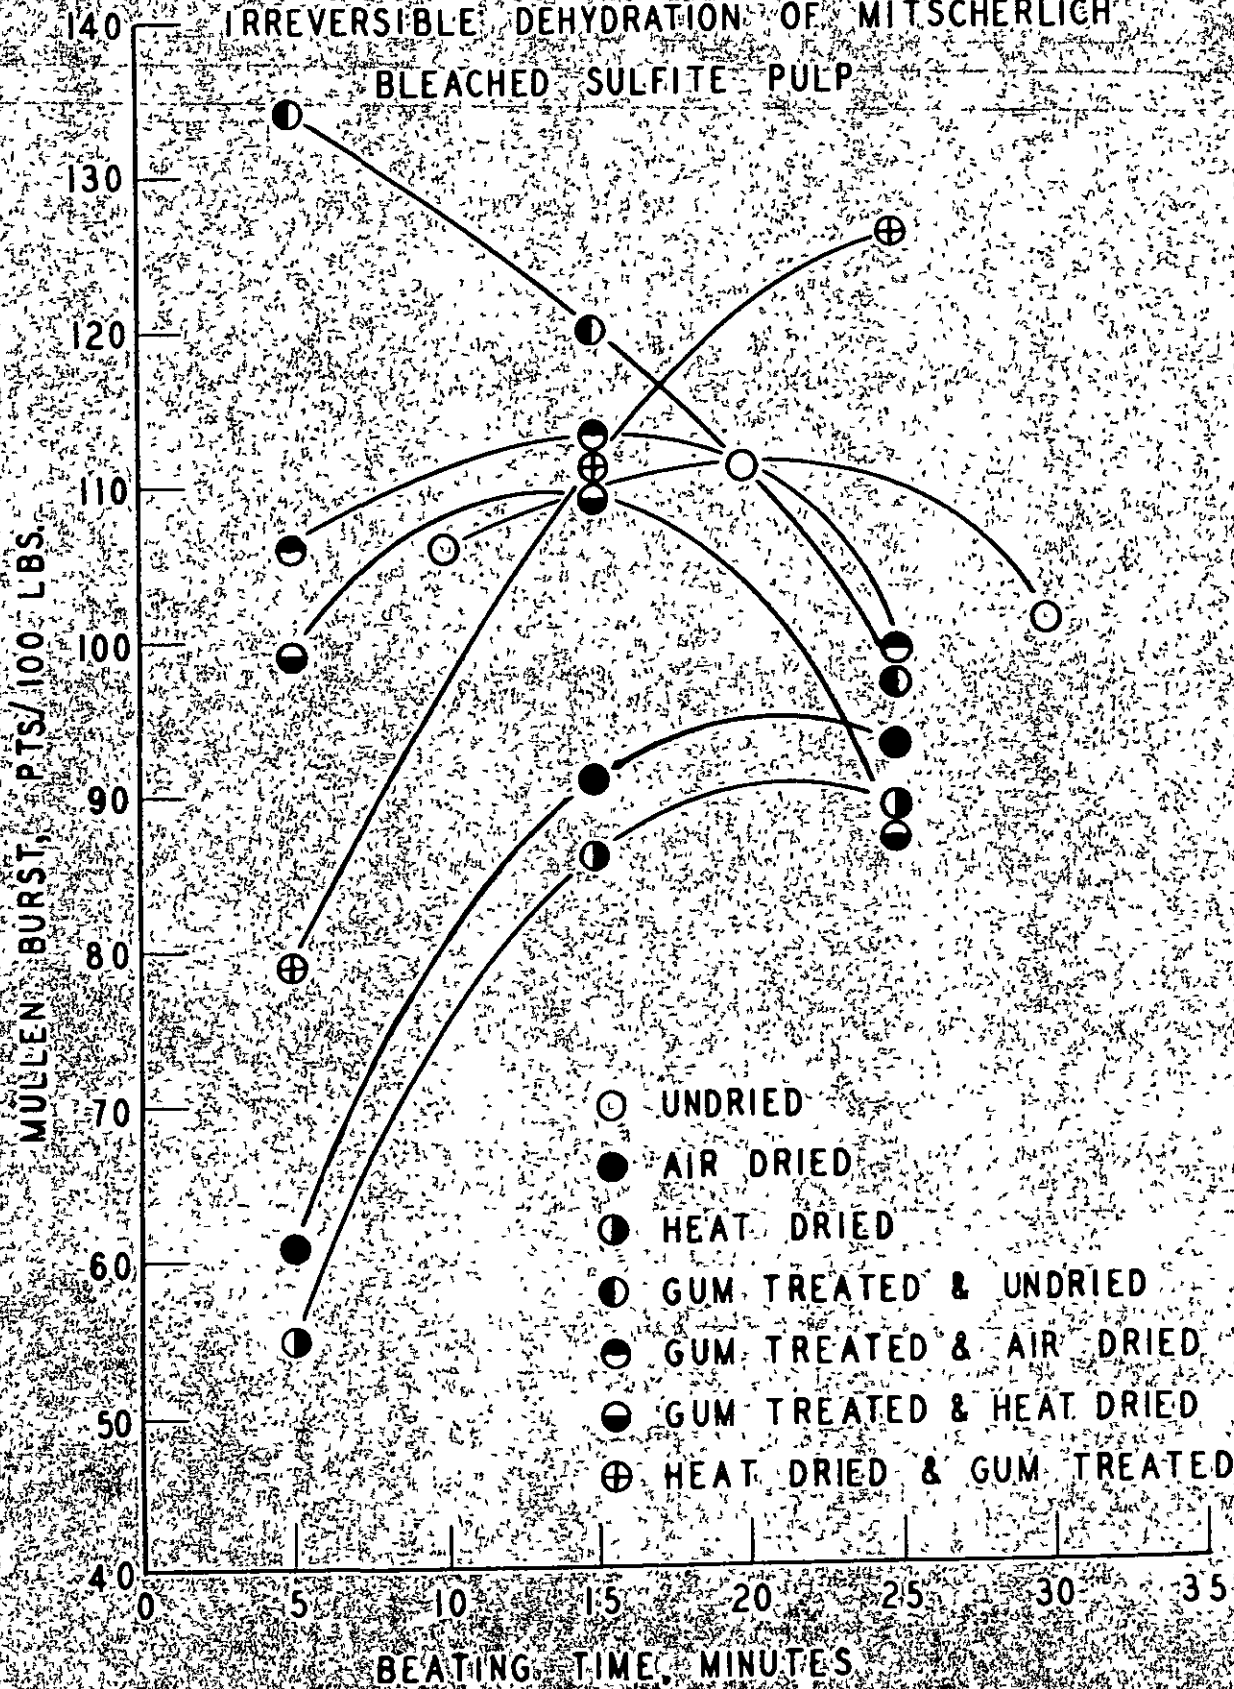 IRREVERSIBLE DEHYDRATION OF MITSCHERLICH
BLEACHED SULFITE PULP
140
130
120
110
100
90
80
70
60
50
40
MULLEN BURST, PTS/100 LBS.
UNDRIED
AIR DRIED
HEAT DRIED
GUM TREATED & UNDRIED
GUM TREATED & AIR DRIED
GUM TREATED & HEAT DRIED
HEAT DRIED & GUM TREATED
0 5 10 15 20 25 30 35
BEATING TIME, MINUTES